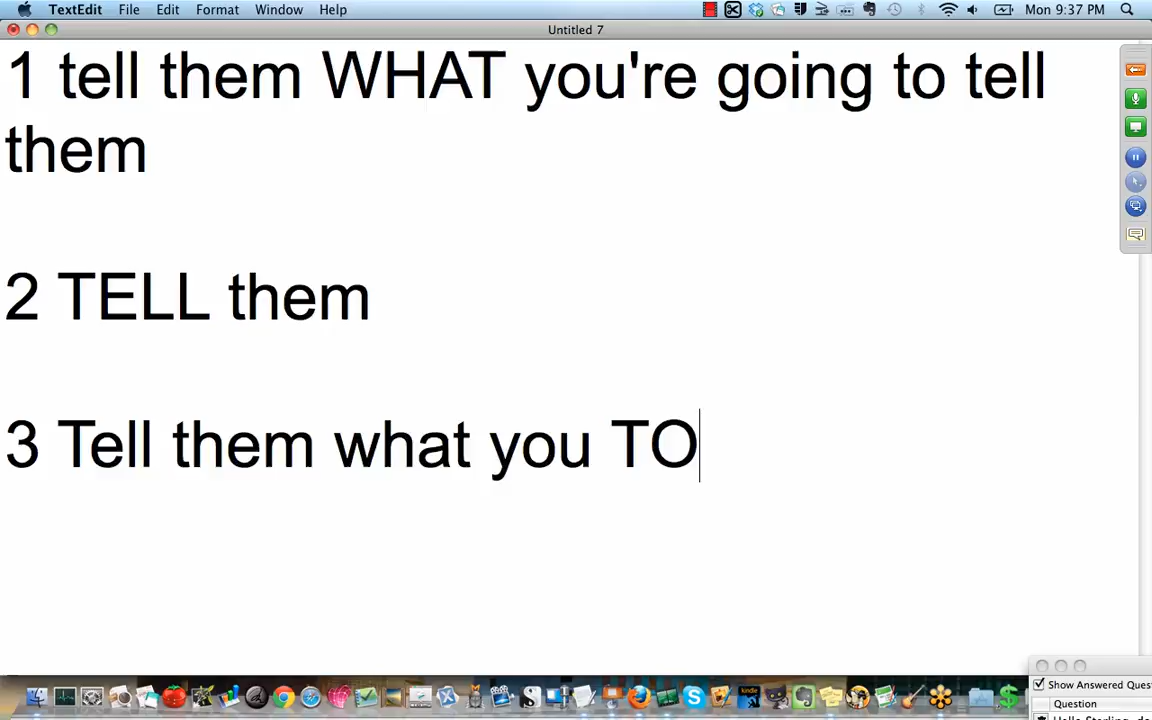 TextEdit File Edit Format Window Help Mon 9:37 PM
Untitled 7
1 tell them WHAT you're going to tell
them
2 TELL them
3 Tell them what you TO
Show Answered Ques
Question